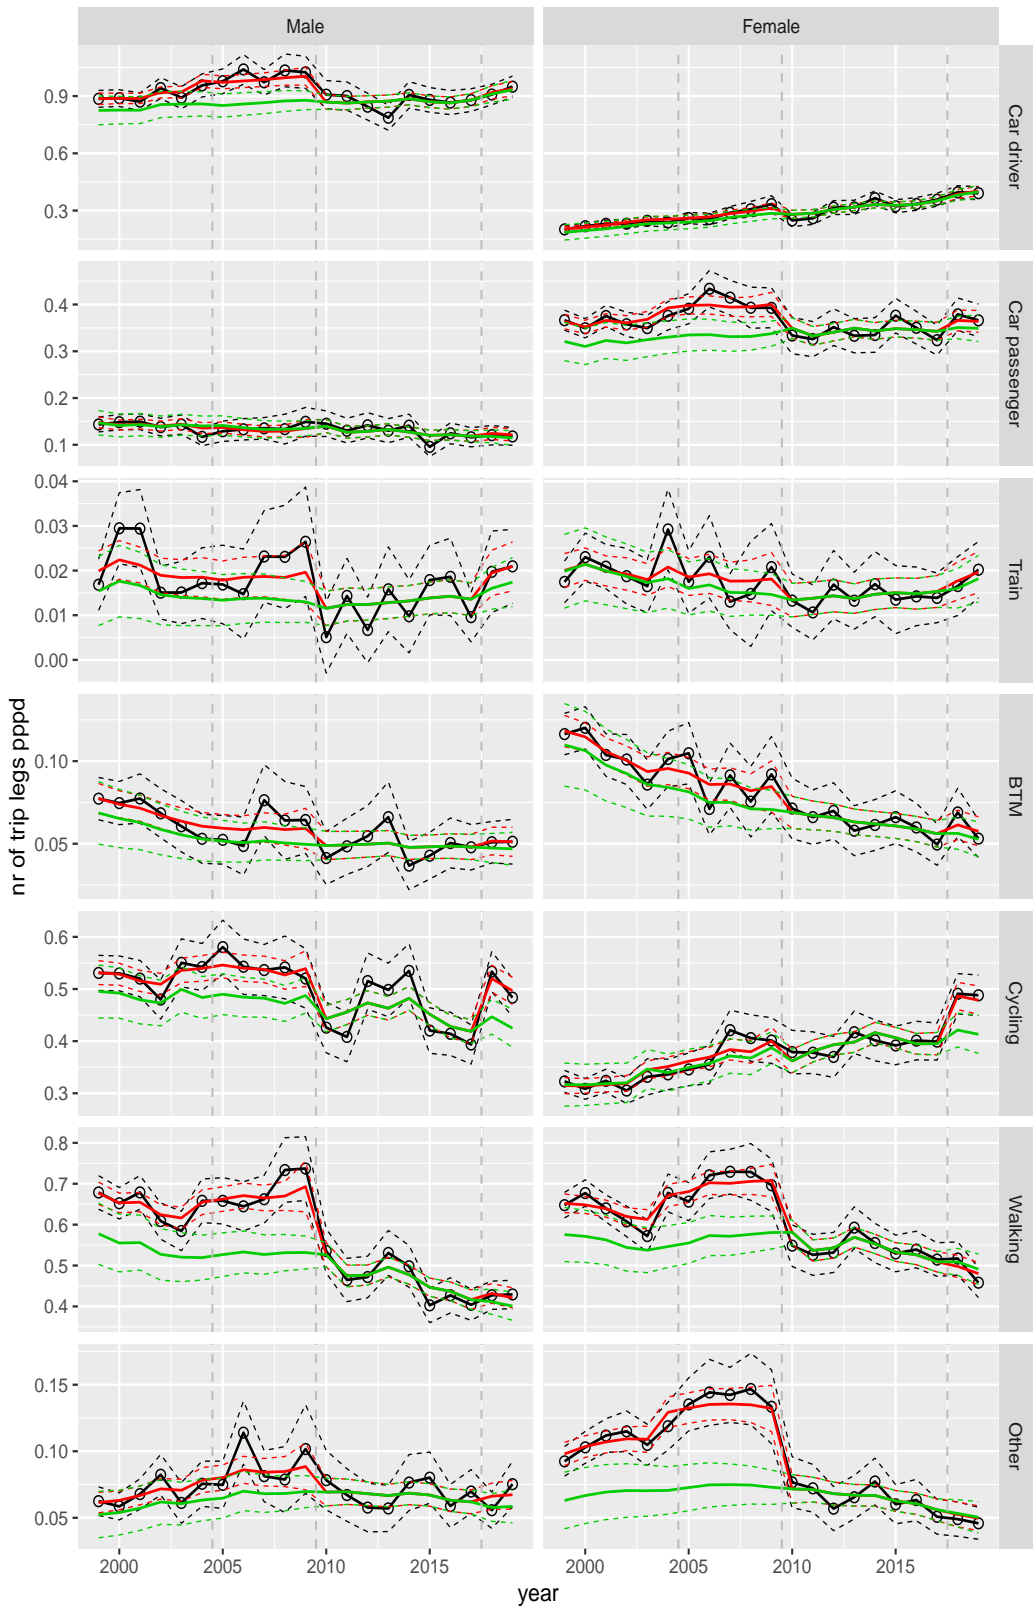 Male Female
0.9
0.6
0.3
Car driver
0.4
0.3
0.2
0.1
Car passenger
0.04
0.03
0.02
0.01
0.00
Train
0.10
0.05
BTM
0.6
0.5
0.4
0.3
Cycling
0.8
0.7
0.6
0.5
0.4
Walking
0.15
0.10
0.05
Other
nr of trip legs pppd
2000 2005 2010 2015 2000 2005 2010 2015
year